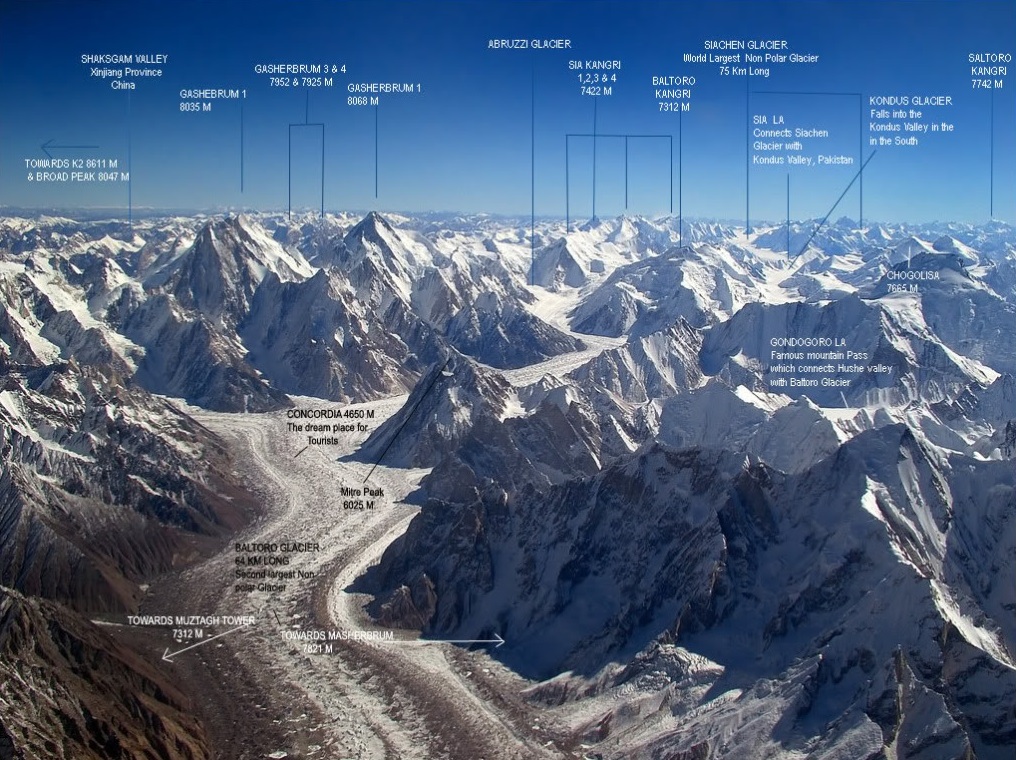 SHAKSGAM VALLEY
Xinjiang Province
China
GASHEBRUM 1
8035 M
GASHERBRUM 3 & 4
7952 & 7925 M
GASHEBRUM 1
8068 M
ABRUZZI GLACIER
SIA KANGRI
1,2,3 & 4
7422 M
BALTORO
KANGRI
7312 M
SIACHEN GLACIER
World Largest Non Polar Glacier
75 Km Long
SIA LA
Connects Siachen
Glacier with
Kondus Valley, Pakistan
KONDUS GLACIER
Falls into the
Kondus Valley in the
in the South
SALTORO
KANGRI
7742 M
TOWARDS K2 8611 M
& BROAD PEAK 8047 M
CHOGOLISA
7665 M
GONDOGORO LA
Famous mountain Pass
which connects Hushe valley
with Baltoro Glacier
CONCORDIA 4650 M
The dream place for
Tourists
Mitre Peak
6025 M
BALTORO GLACIER
64 KM LONG
Second largest Non
polar Glacier
TOWARDS MUZTAGH TOWER
7312 M
TOWARDS MASHERBRUM
7821 M